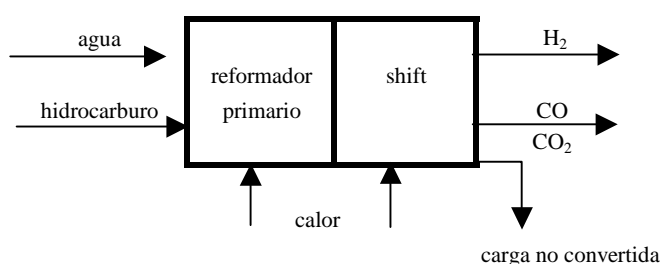 agua
hidrocarburo
reformador
primario
shift
H₂
CO
CO₂
calor
carga no convertida